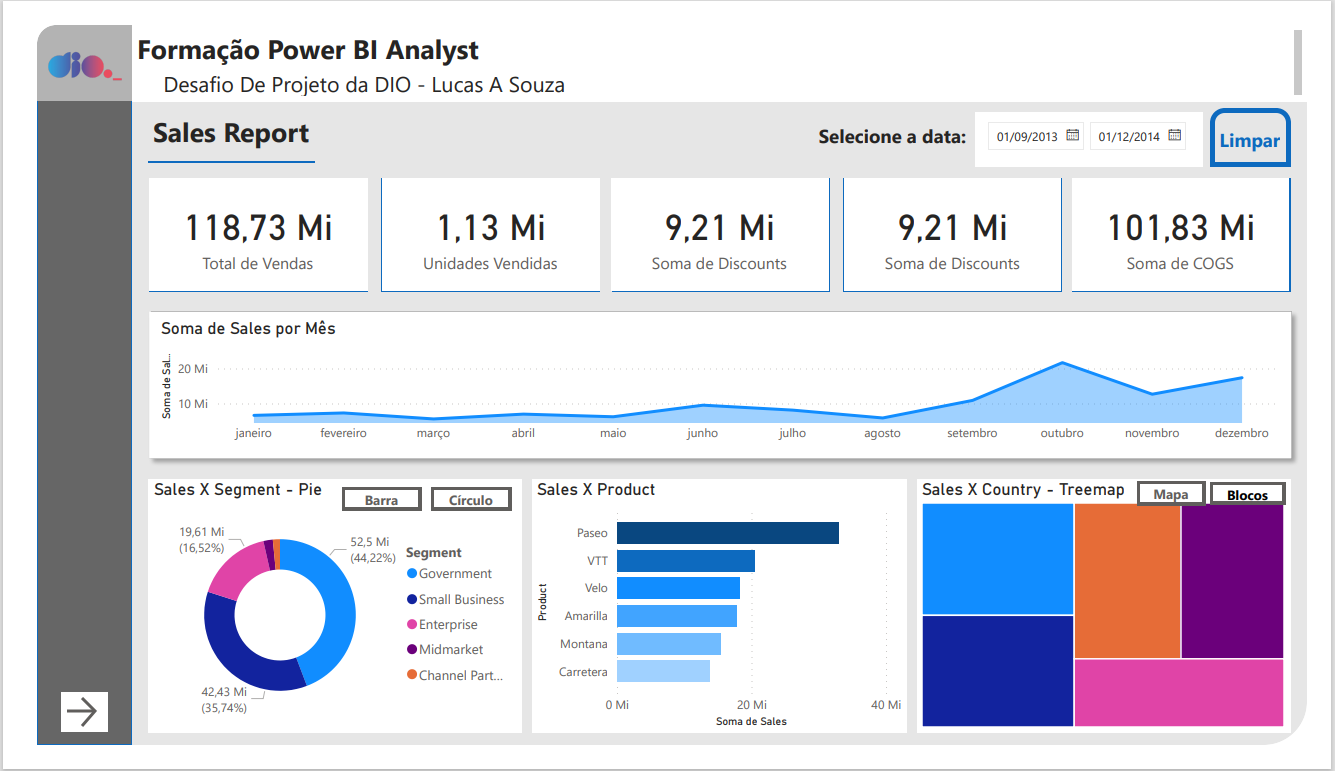 dio._
Formação Power BI Analyst
Desafio De Projeto da DIO - Lucas A Souza
Sales Report
Selecione a data:
01/09/2013
01/12/2014
Limpar
118,73 Mi
Total de Vendas
1,13 Mi
Unidades Vendidas
9,21 Mi
Soma de Discounts
9,21 Mi
Soma de Discounts
101,83 Mi
Soma de COGS
Soma de Sales por Mês
Soma de Sal...
20 Mi
10 Mi
janeiro fevereiro março abril maio junho julho agosto setembro outubro novembro dezembro
Sales X Segment - Pie
Barra
Círculo
19,61 Mi
(16,52%)
52,5 Mi
(44,22%)
42,43 Mi
(35,74%)
Segment
Government
Small Business
Enterprise
Midmarket
Channel Part...
Sales X Product
Product
Paseo
VTT
Velo
Amarilla
Montana
Carretera
0 Mi 20 Mi 40 Mi
Soma de Sales
Sales X Country - Treemap
Mapa
Blocos